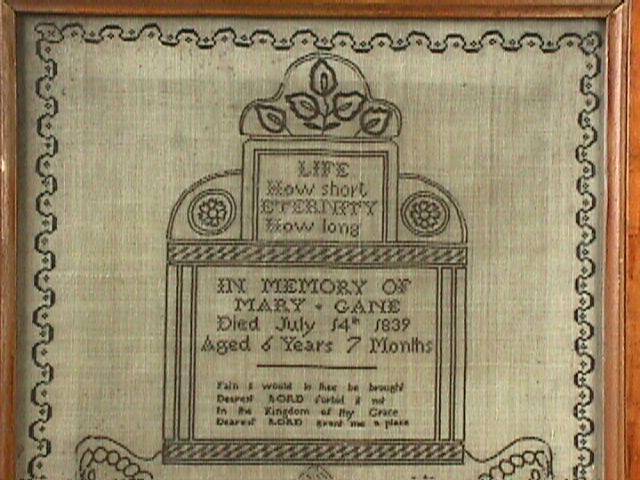 LIFE
How short
ETERNITY
How long
IN MEMORY OF
MARY * GANE
Died July 14th 1839
Aged 6 Years 7 Months
Fain I would to thee be brought
Dearest LORD forbid it not
In the Kingdom of thy Grace
Dearest LORD grant me a place